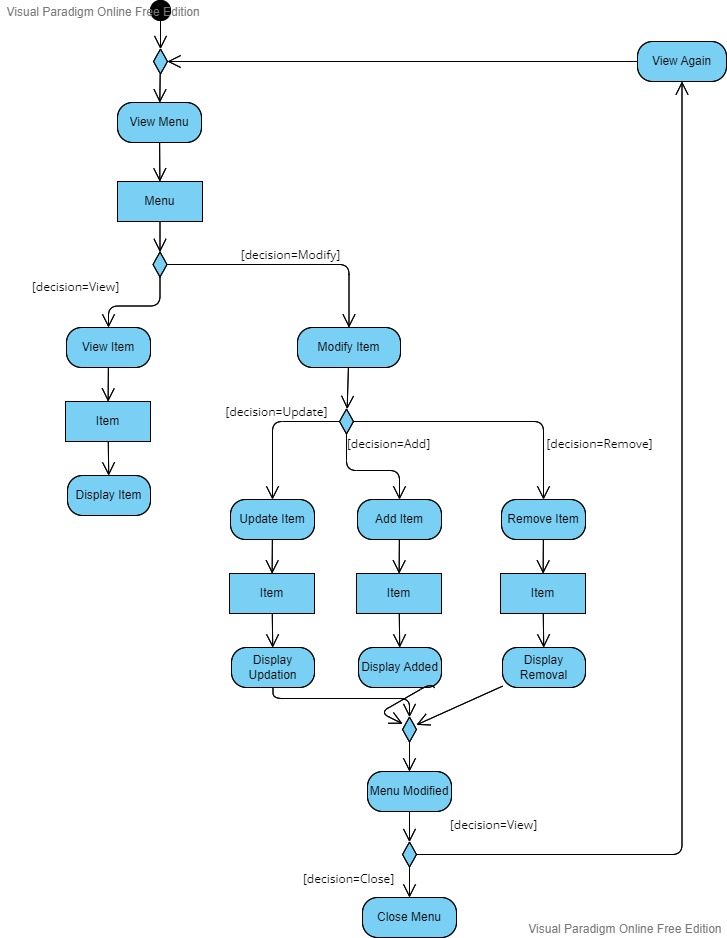 Visual Paradigm Online Free Edition
View Again
View Menu
Menu
[decision=Modify]
[decision=View]
View Item
Modify Item
Item
[decision=Update]
[decision=Add]
[decision=Remove]
Display Item
Update Item
Add Item
Remove Item
Item
Item
Item
Display
Updation
Display Added
Display
Removal
Menu Modified
[decision=View]
[decision=Close]
Close Menu
Visual Paradigm Online Free Edition